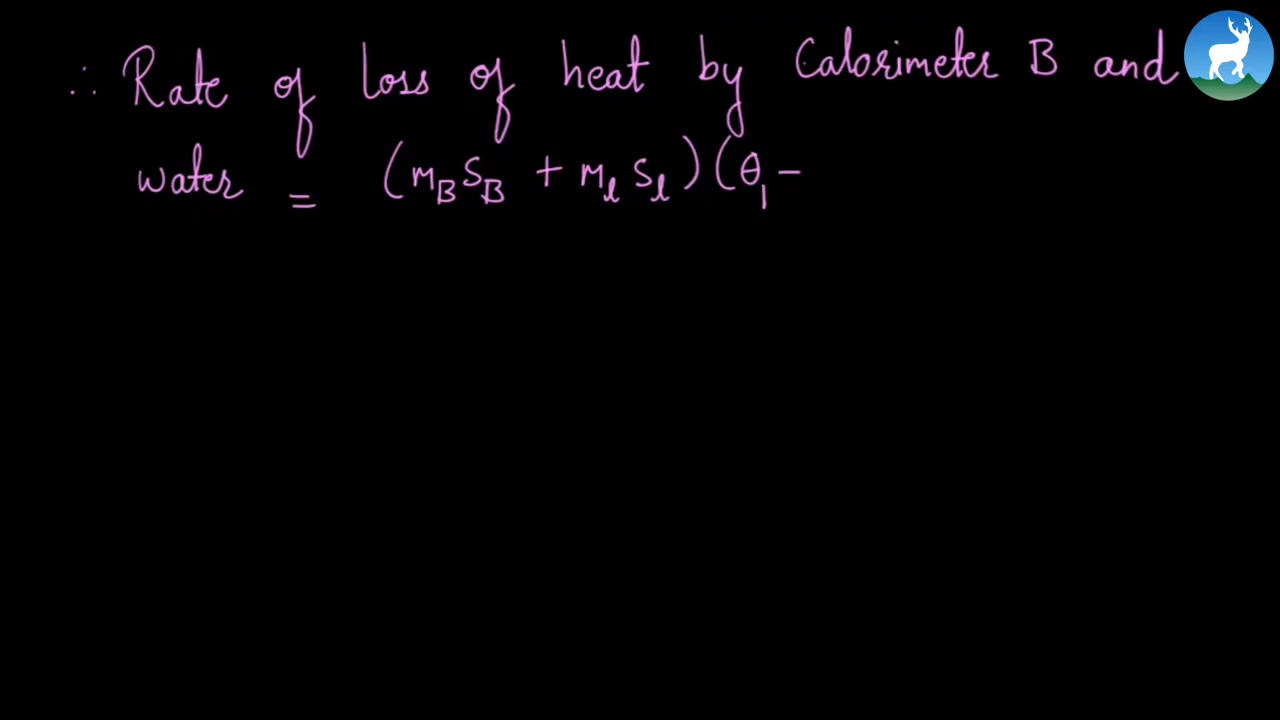 ∴ Rate of loss of heat by Calorimeter B and
water = (m_B S_B + m_l S_l)(θ_1 −